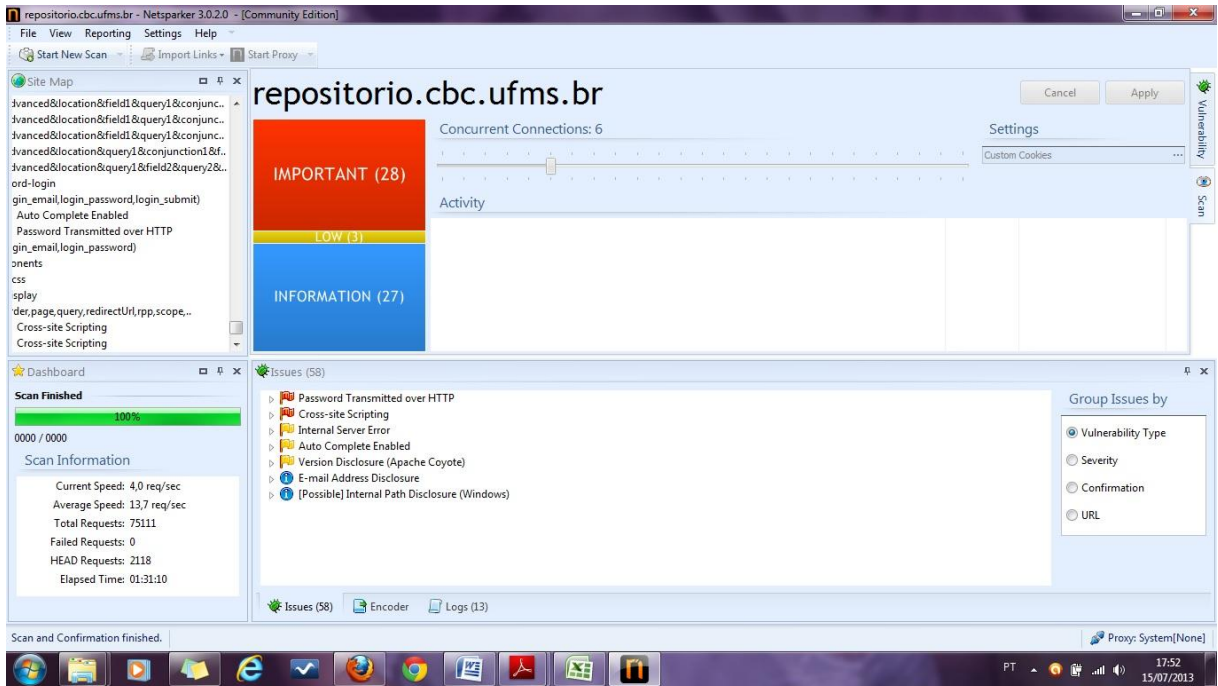 repositorio.cbc.ufms.br - Netsparker 3.0.2.0 - [Community Edition]
File View Reporting Settings Help
Start New Scan Import Links Start Proxy
Site Map
dvanced&location&field1&query1&conjunc..
dvanced&location&field1&query1&conjunc..
dvanced&location&field1&query1&conjunc..
dvanced&location&query1&conjunction1&f..
dvanced&location&query1&field2&query2&..
ord-login
gin_email,login_password,login_submit)
Auto Complete Enabled
Password Transmitted over HTTP
gin_email,login_password)
onents
css
splay
der,page,query,redirectUrl,rpp,scope,..
Cross-site Scripting
Cross-site Scripting
repositorio.cbc.ufms.br
Cancel Apply
IMPORTANT (28)
LOW (3)
INFORMATION (27)
Concurrent Connections: 6
Activity
Settings
Custom Cookies ...
Vulnerability
Scan
Dashboard
Scan Finished
100%
0000 / 0000
Scan Information
Current Speed: 4,0 req/sec
Average Speed: 13,7 req/sec
Total Requests: 75111
Failed Requests: 0
HEAD Requests: 2118
Elapsed Time: 01:31:10
Issues (58)
Password Transmitted over HTTP
Cross-site Scripting
Internal Server Error
Auto Complete Enabled
Version Disclosure (Apache Coyote)
E-mail Address Disclosure
[Possible] Internal Path Disclosure (Windows)
Group Issues by
Vulnerability Type
Severity
Confirmation
URL
Issues (58) Encoder Logs (13)
Scan and Confirmation finished.
Proxy: System[None]
PT
17:52
15/07/2013